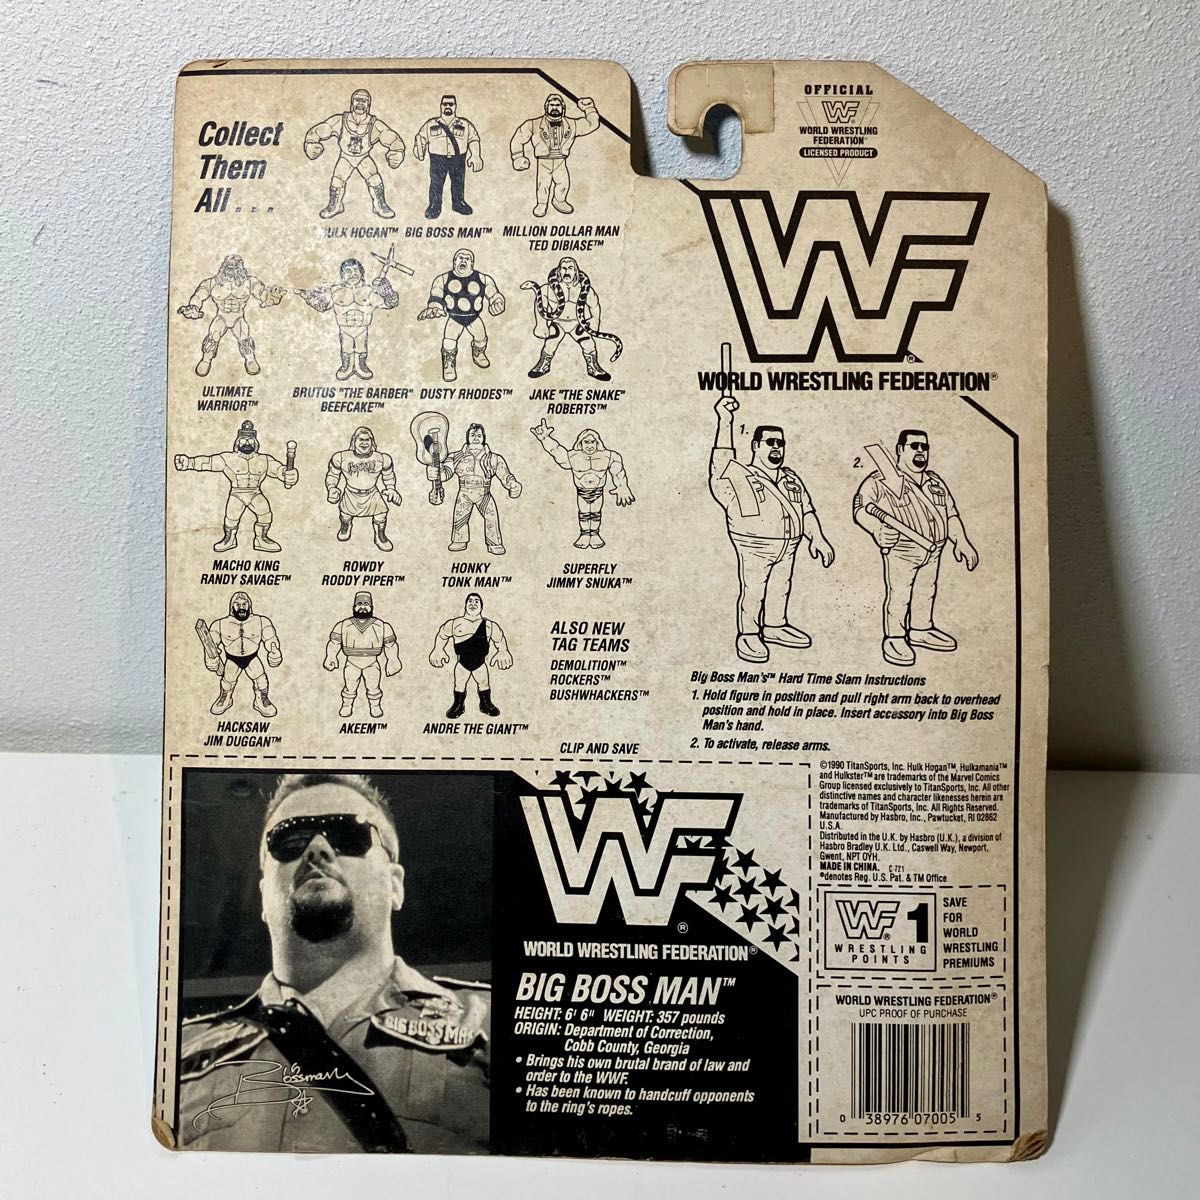 Collect
Them
All . . .
HULK HOGAN™ BIG BOSS MAN™ MILLION DOLLAR MAN
TED DIBIASE™
ULTIMATE
WARRIOR™
BRUTUS "THE BARBER"
BEEFCAKE™
DUSTY RHODES™
JAKE "THE SNAKE"
ROBERTS™
MACHO KING
RANDY SAVAGE™
ROWDY
RODDY PIPER™
HONKY
TONK MAN™
SUPERFLY
JIMMY SNUKA™
HACKSAW
JIM DUGGAN™
AKEEM™
ANDRE THE GIANT™
ALSO NEW
TAG TEAMS
DEMOLITION™
ROCKERS™
BUSHWHACKERS™
CLIP AND SAVE
OFFICIAL
WF
WORLD WRESTLING
FEDERATION
LICENSED PRODUCT
WF®
WORLD WRESTLING FEDERATION®
1.
2.
Big Boss Man's™ Hard Time Slam Instructions
1. Hold figure in position and pull right arm back to overhead
position and hold in place. Insert accessory into Big Boss
Man's hand.
2. To activate, release arms.
©1990 TitanSports, Inc. Hulk Hogan™, Hulkamania™
and Hulkster™ are trademarks of the Marvel Comics
Group licensed exclusively to TitanSports, Inc. All other
distinctive names and character likenesses herein are
trademarks of TitanSports, Inc. All Rights Reserved.
Manufactured by Hasbro, Inc., Pawtucket, RI 02862
U.S.A.
Distributed in the U.K. by Hasbro (U.K.), a division of
Hasbro Bradley U.K. Ltd., Caswell Way, Newport,
Gwent, NPT OYH.
MADE IN CHINA. C-721
®denotes Reg. U.S. Pat. & TM Office
WF® 1
WRESTLING
POINTS
SAVE
FOR
WORLD
WRESTLING
PREMIUMS
WORLD WRESTLING FEDERATION®
UPC PROOF OF PURCHASE
0 38976 07005 5
BIG BOSS MAN
Bossman
WF®
WORLD WRESTLING FEDERATION®
BIG BOSS MAN™
HEIGHT: 6' 6" WEIGHT: 357 pounds
ORIGIN: Department of Correction,
Cobb County, Georgia
• Brings his own brutal brand of law and
order to the WWF.
• Has been known to handcuff opponents
to the ring's ropes.